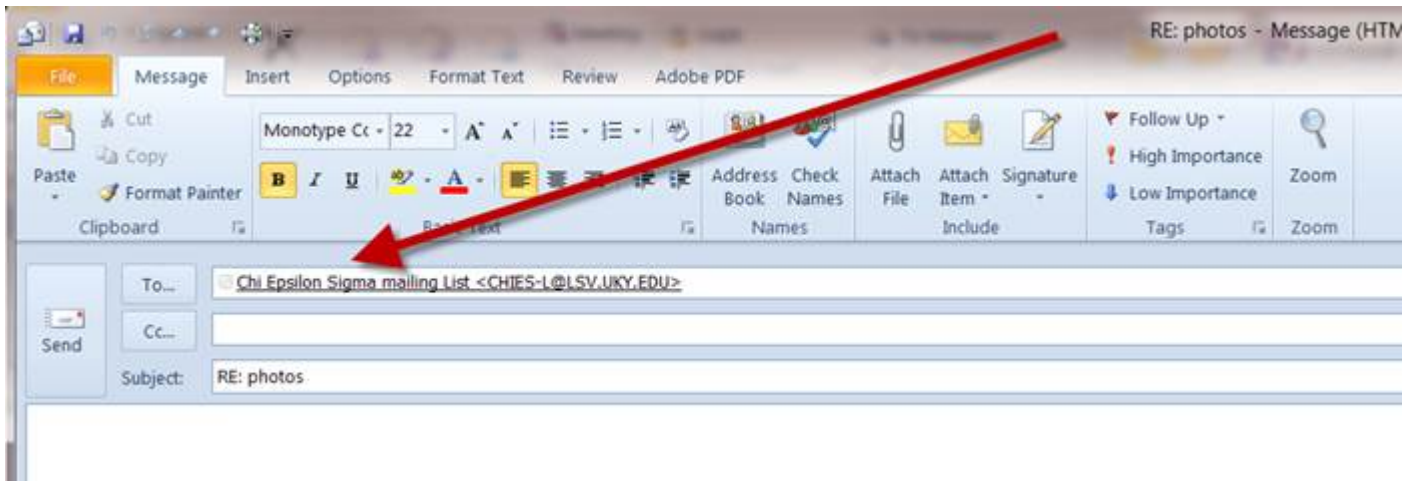 RE: photos - Message (HTM
File Message Insert Options Format Text Review Adobe PDF
Cut
Copy
Paste
Format Painter
Clipboard
Monotype Cc 22
B I U
Address Book
Check Names
Names
Attach File
Attach Item
Signature
Include
Follow Up
High Importance
Low Importance
Tags
Zoom
Zoom
To...
Chi Epsilon Sigma mailing List <CHIES-L@LSV.UKY.EDU>
Cc...
Send
Subject:
RE: photos